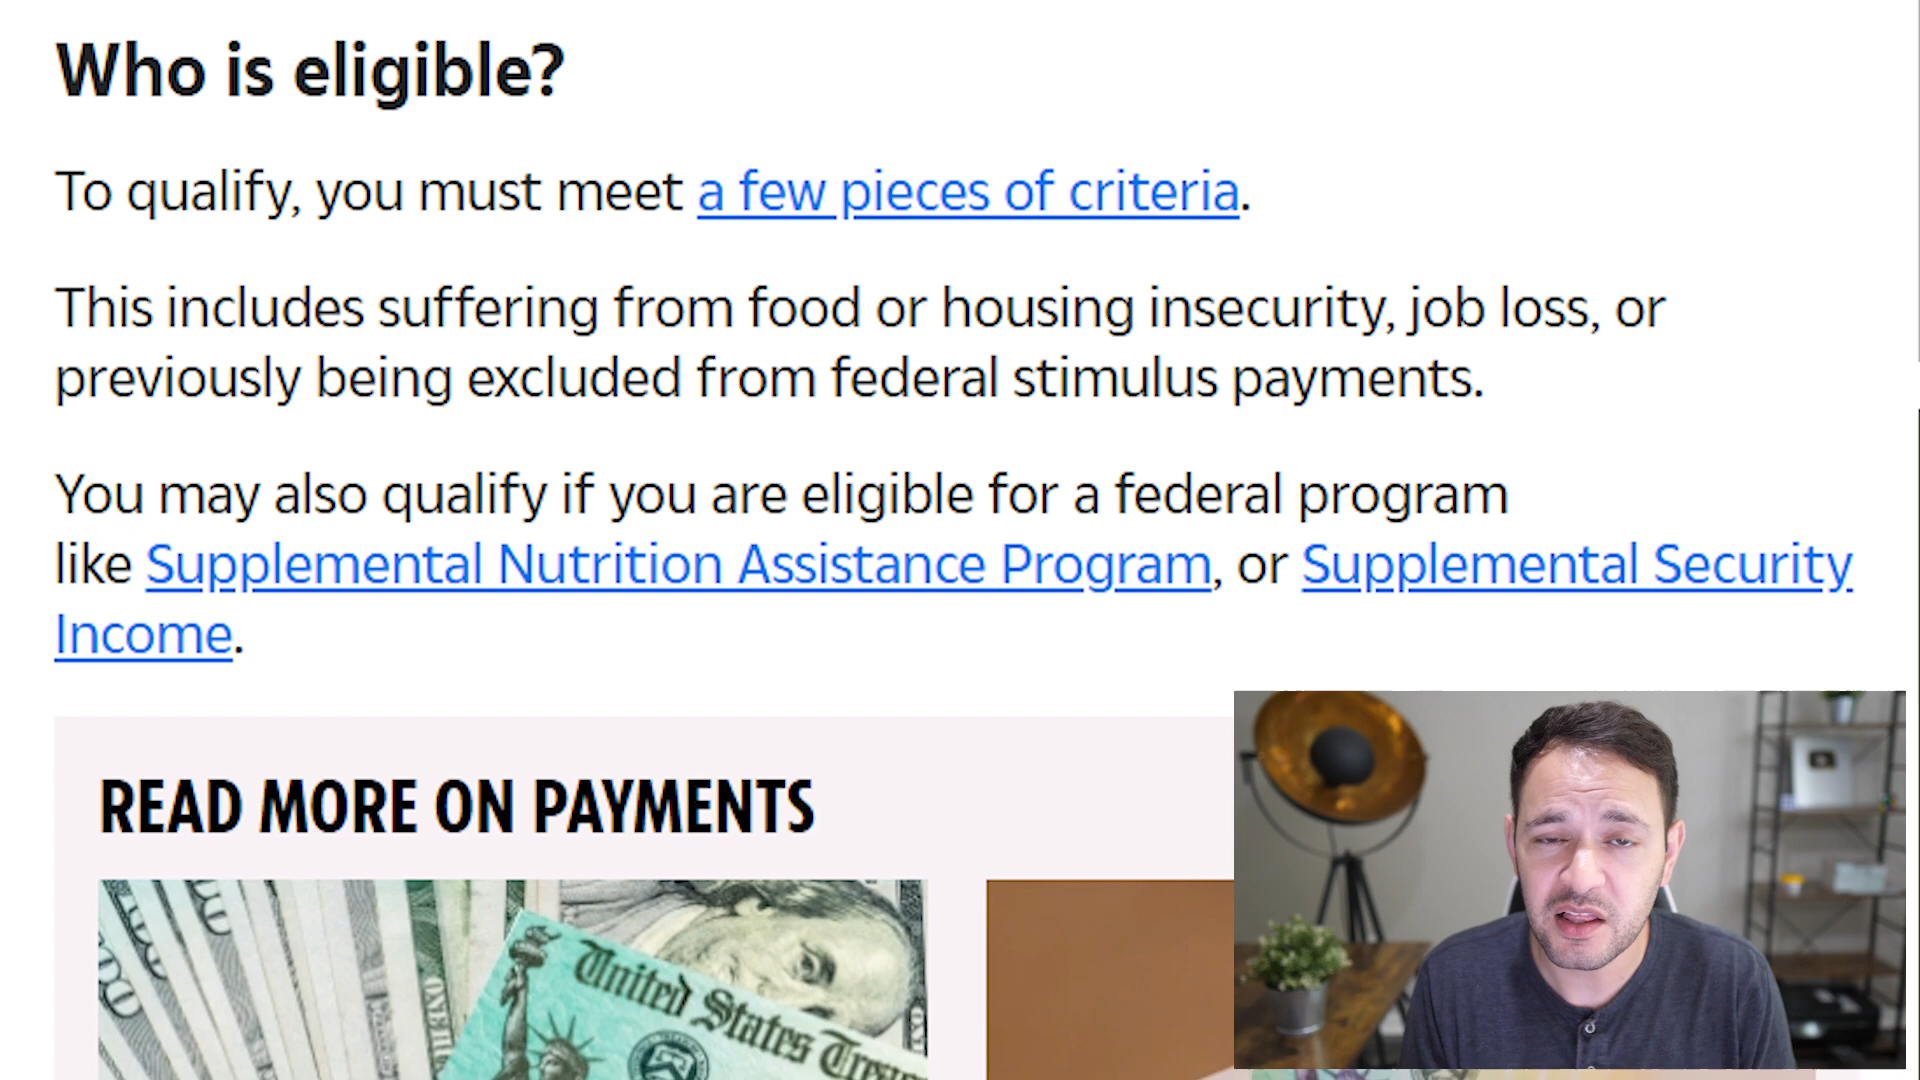 Who is eligible?
To qualify, you must meet a few pieces of criteria.
This includes suffering from food or housing insecurity, job loss, or
previously being excluded from federal stimulus payments.
You may also qualify if you are eligible for a federal program
like Supplemental Nutrition Assistance Program, or Supplemental Security
Income.
READ MORE ON PAYMENTS
United States